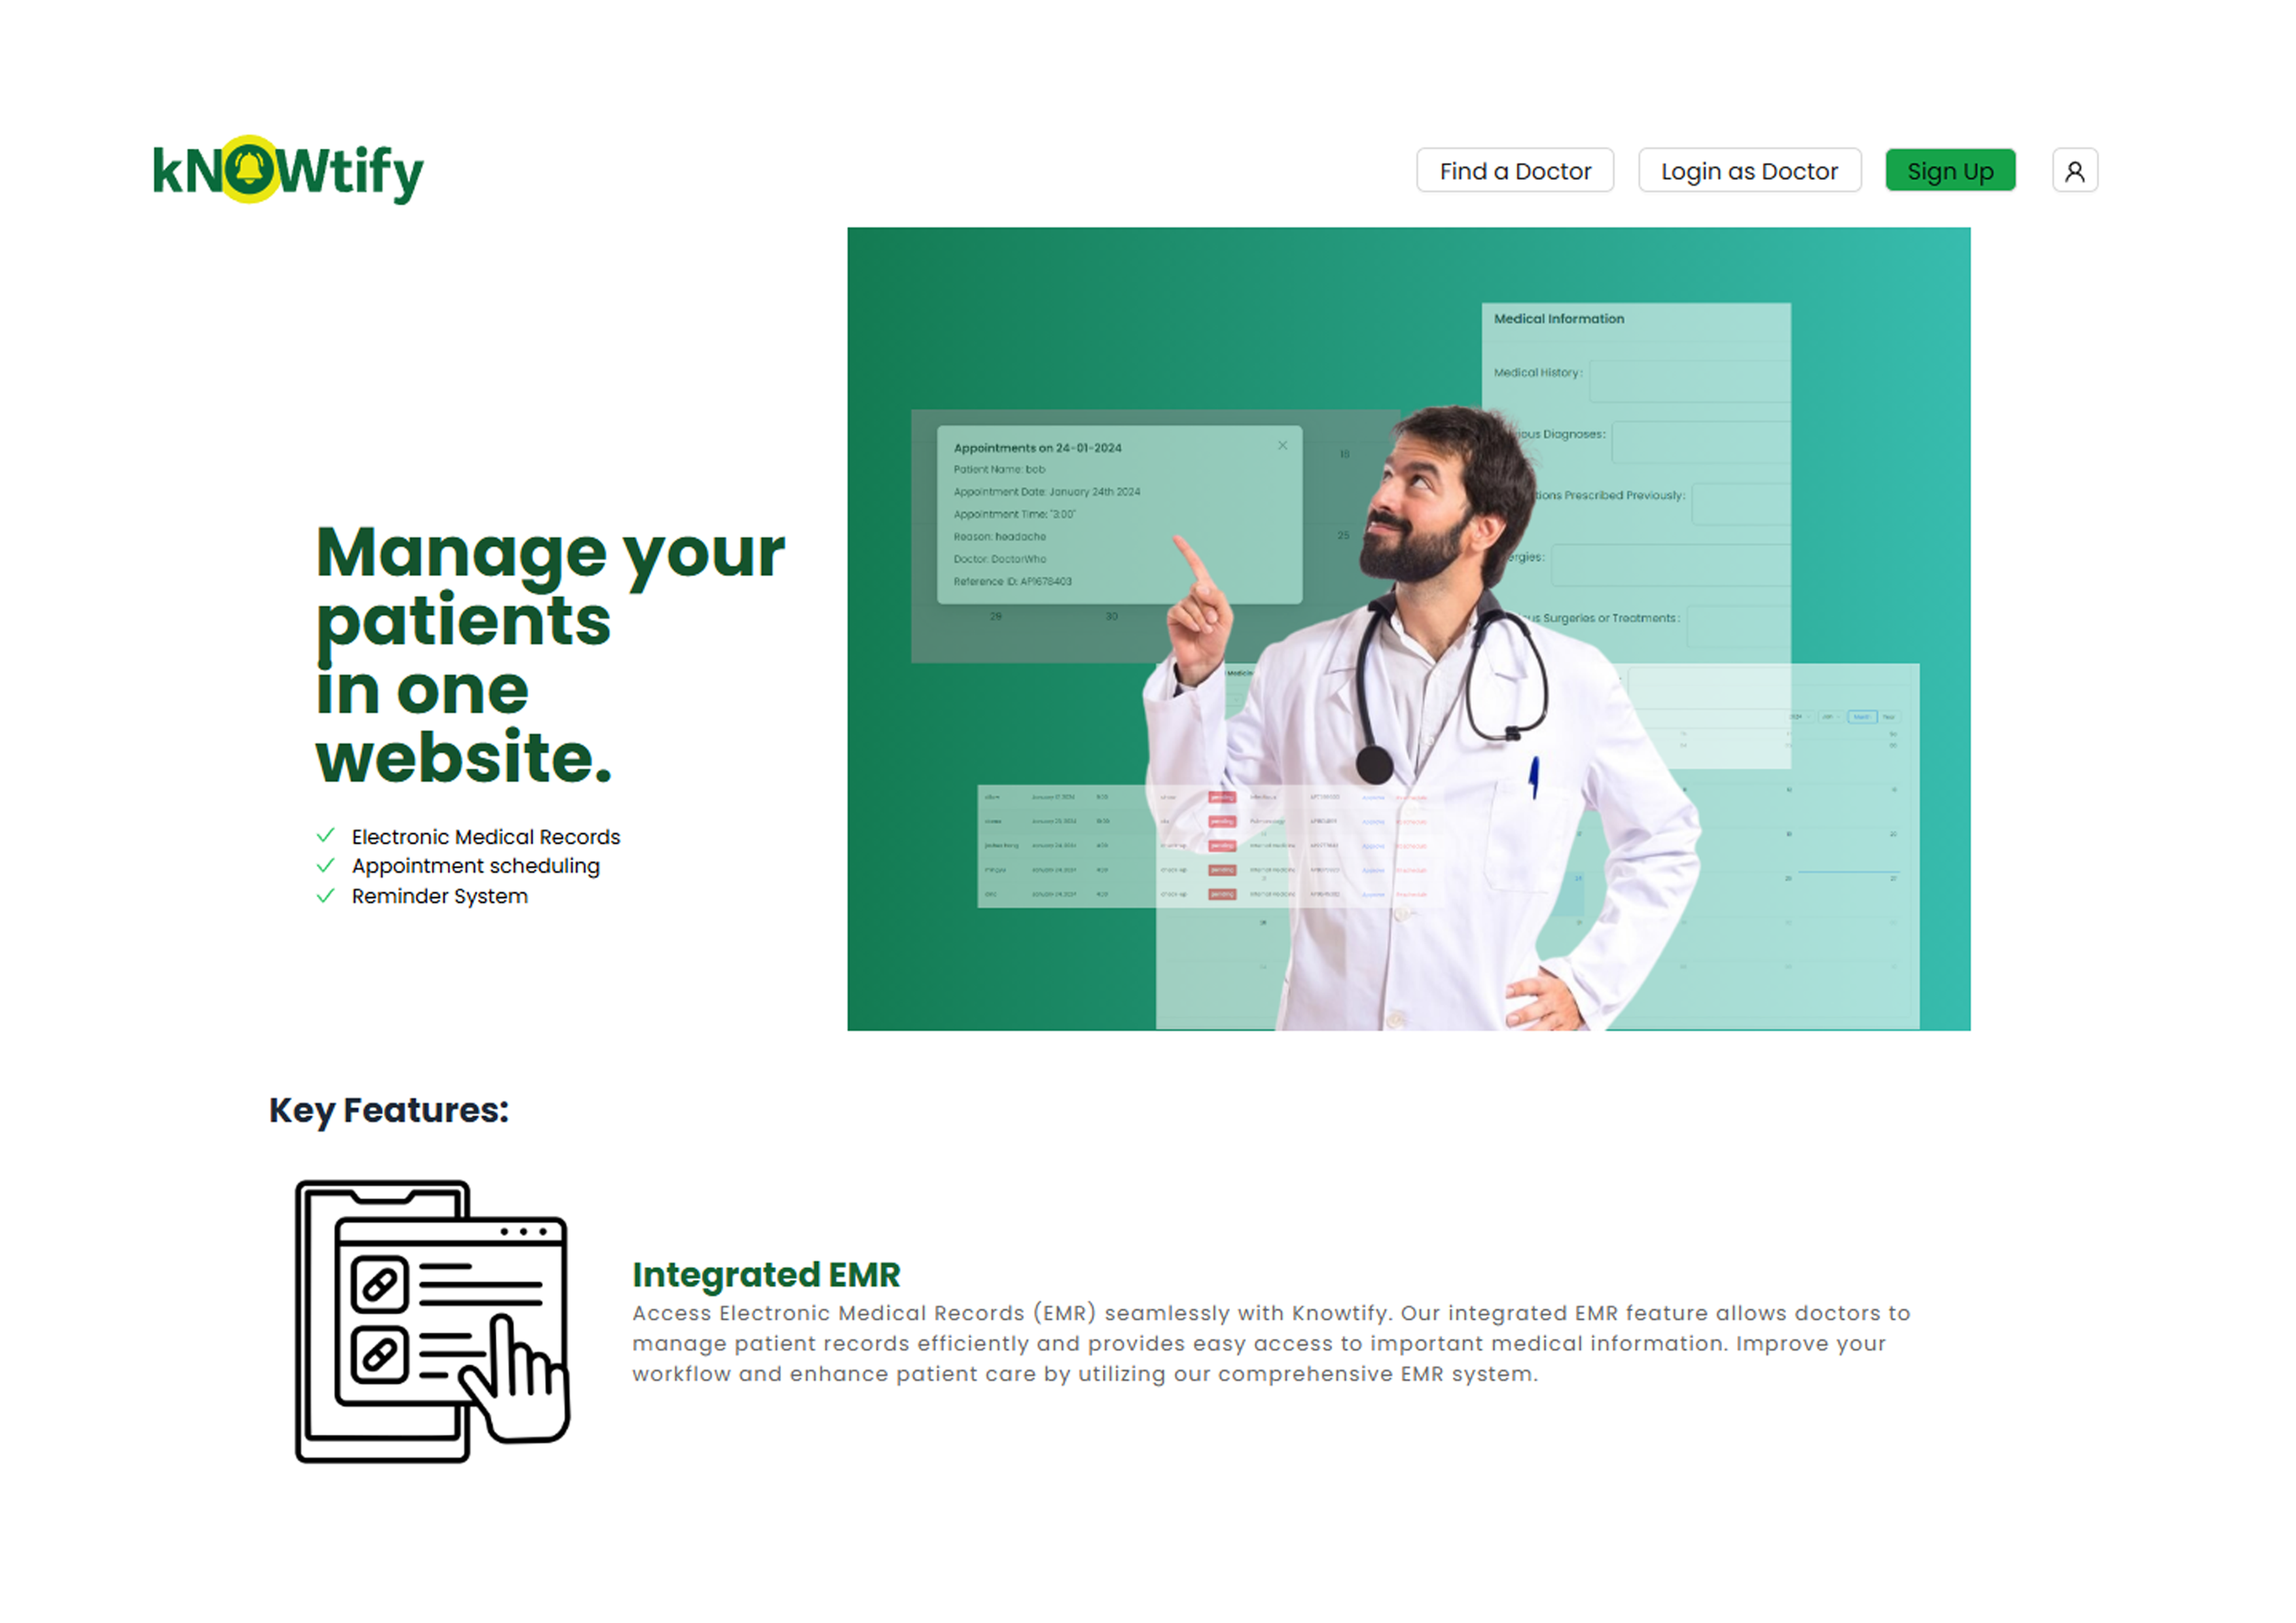 kNOWtify
Find a Doctor
Login as Doctor
Sign Up
Manage your
patients
in one
website.
Electronic Medical Records
Appointment scheduling
Reminder System
Medical Information
Medical History:
ous Diagnoses:
tions Prescribed Previously:
ergies:
us Surgeries or Treatments:
Appointments on 24-01-2024
Patient Name: bob
Appointment Date: January 24th 2024
Appointment Time: "3:00"
Reason: headache
Doctor: DoctorWho
Reference ID: AP1678403
18
25
29
30
Key Features:
Integrated EMR
Access Electronic Medical Records (EMR) seamlessly with Knowtify. Our integrated EMR feature allows doctors to
manage patient records efficiently and provides easy access to important medical information. Improve your
workflow and enhance patient care by utilizing our comprehensive EMR system.